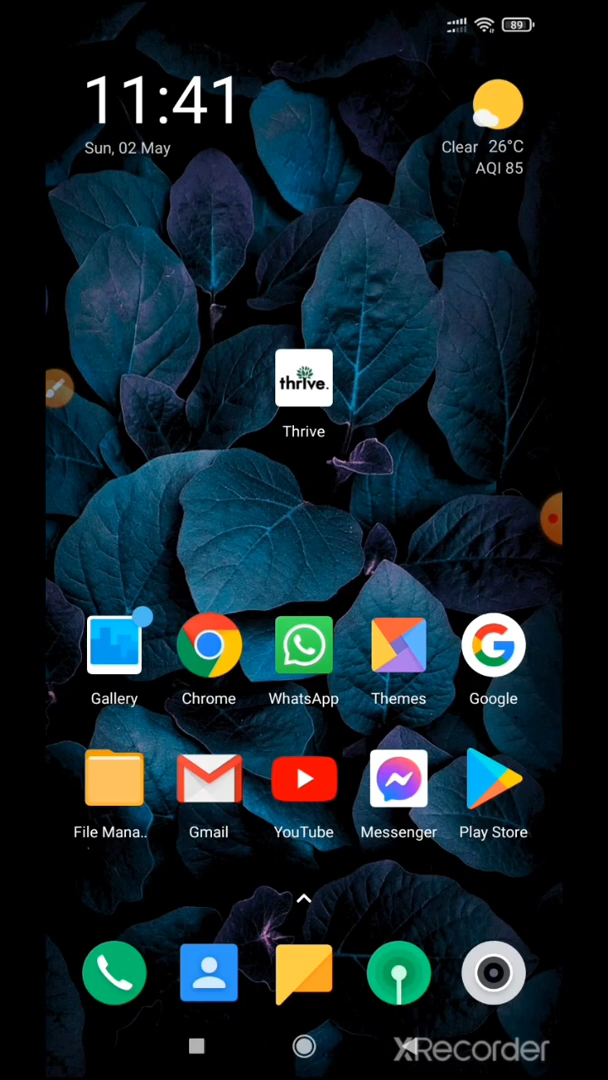 89
11:41
Sun, 02 May
Clear 26°C
AQI 85
thrive.
Thrive
Gallery
Chrome
WhatsApp
Themes
Google
File Mana..
Gmail
YouTube
Messenger
Play Store
XRecorder